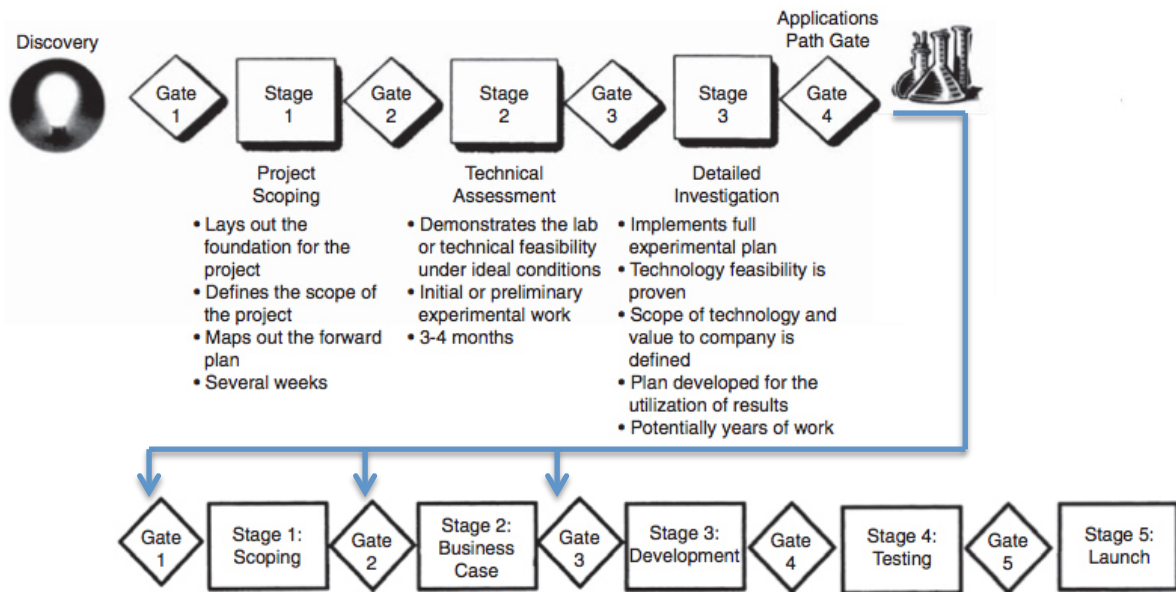 Discovery
Applications
Path Gate
Gate
1
Stage
1
Gate
2
Stage
2
Gate
3
Stage
3
Gate
4
Project
Scoping
• Lays out the
foundation for the
project
• Defines the scope of
the project
• Maps out the forward
plan
• Several weeks
Technical
Assessment
• Demonstrates the lab
or technical feasibility
under ideal conditions
• Initial or preliminary
experimental work
• 3-4 months
Detailed
Investigation
• Implements full
experimental plan
• Technology feasibility is
proven
• Scope of technology and
value to company is
defined
• Plan developed for the
utilization of results
• Potentially years of work
Gate
1
Stage 1:
Scoping
Gate
2
Stage 2:
Business
Case
Gate
3
Stage 3:
Development
Gate
4
Stage 4:
Testing
Gate
5
Stage 5:
Launch